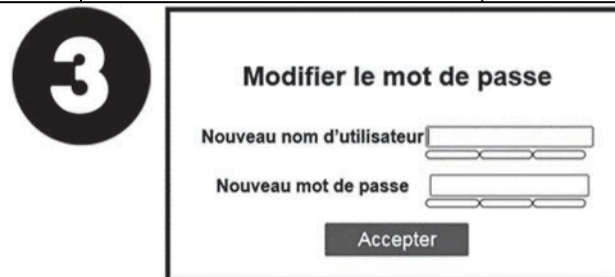 3
Modifier le mot de passe
Nouveau nom d'utilisateur
Nouveau mot de passe
Accepter